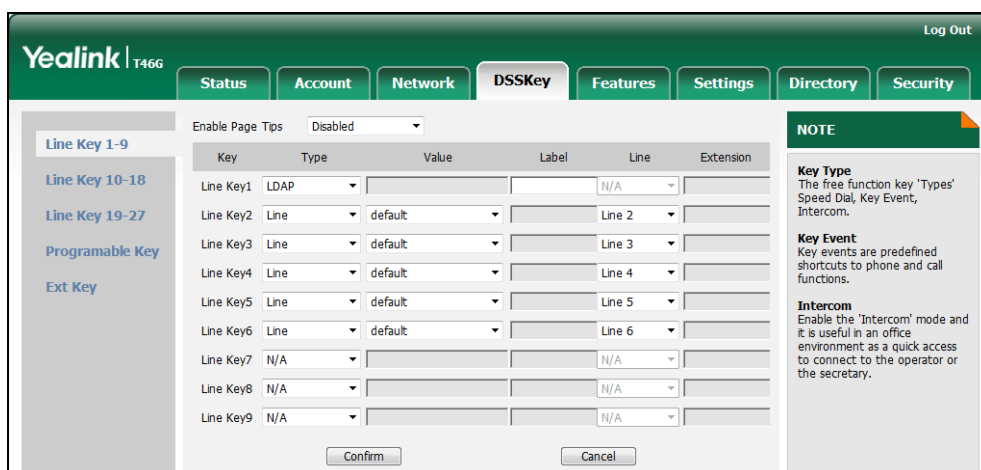 Log Out
Yealink T46G
Status Account Network DSSKey Features Settings Directory Security
Line Key 1-9
Line Key 10-18
Line Key 19-27
Programable Key
Ext Key
Enable Page Tips Disabled
Key Type Value Label Line Extension
Line Key1 LDAP N/A
Line Key2 Line default Line 2
Line Key3 Line default Line 3
Line Key4 Line default Line 4
Line Key5 Line default Line 5
Line Key6 Line default Line 6
Line Key7 N/A N/A
Line Key8 N/A N/A
Line Key9 N/A N/A
Confirm Cancel
NOTE
Key Type
The free function key 'Types'
Speed Dial, Key Event,
Intercom.
Key Event
Key events are predefined
shortcuts to phone and call
functions.
Intercom
Enable the 'Intercom' mode and
it is useful in an office
environment as a quick access
to connect to the operator or
the secretary.